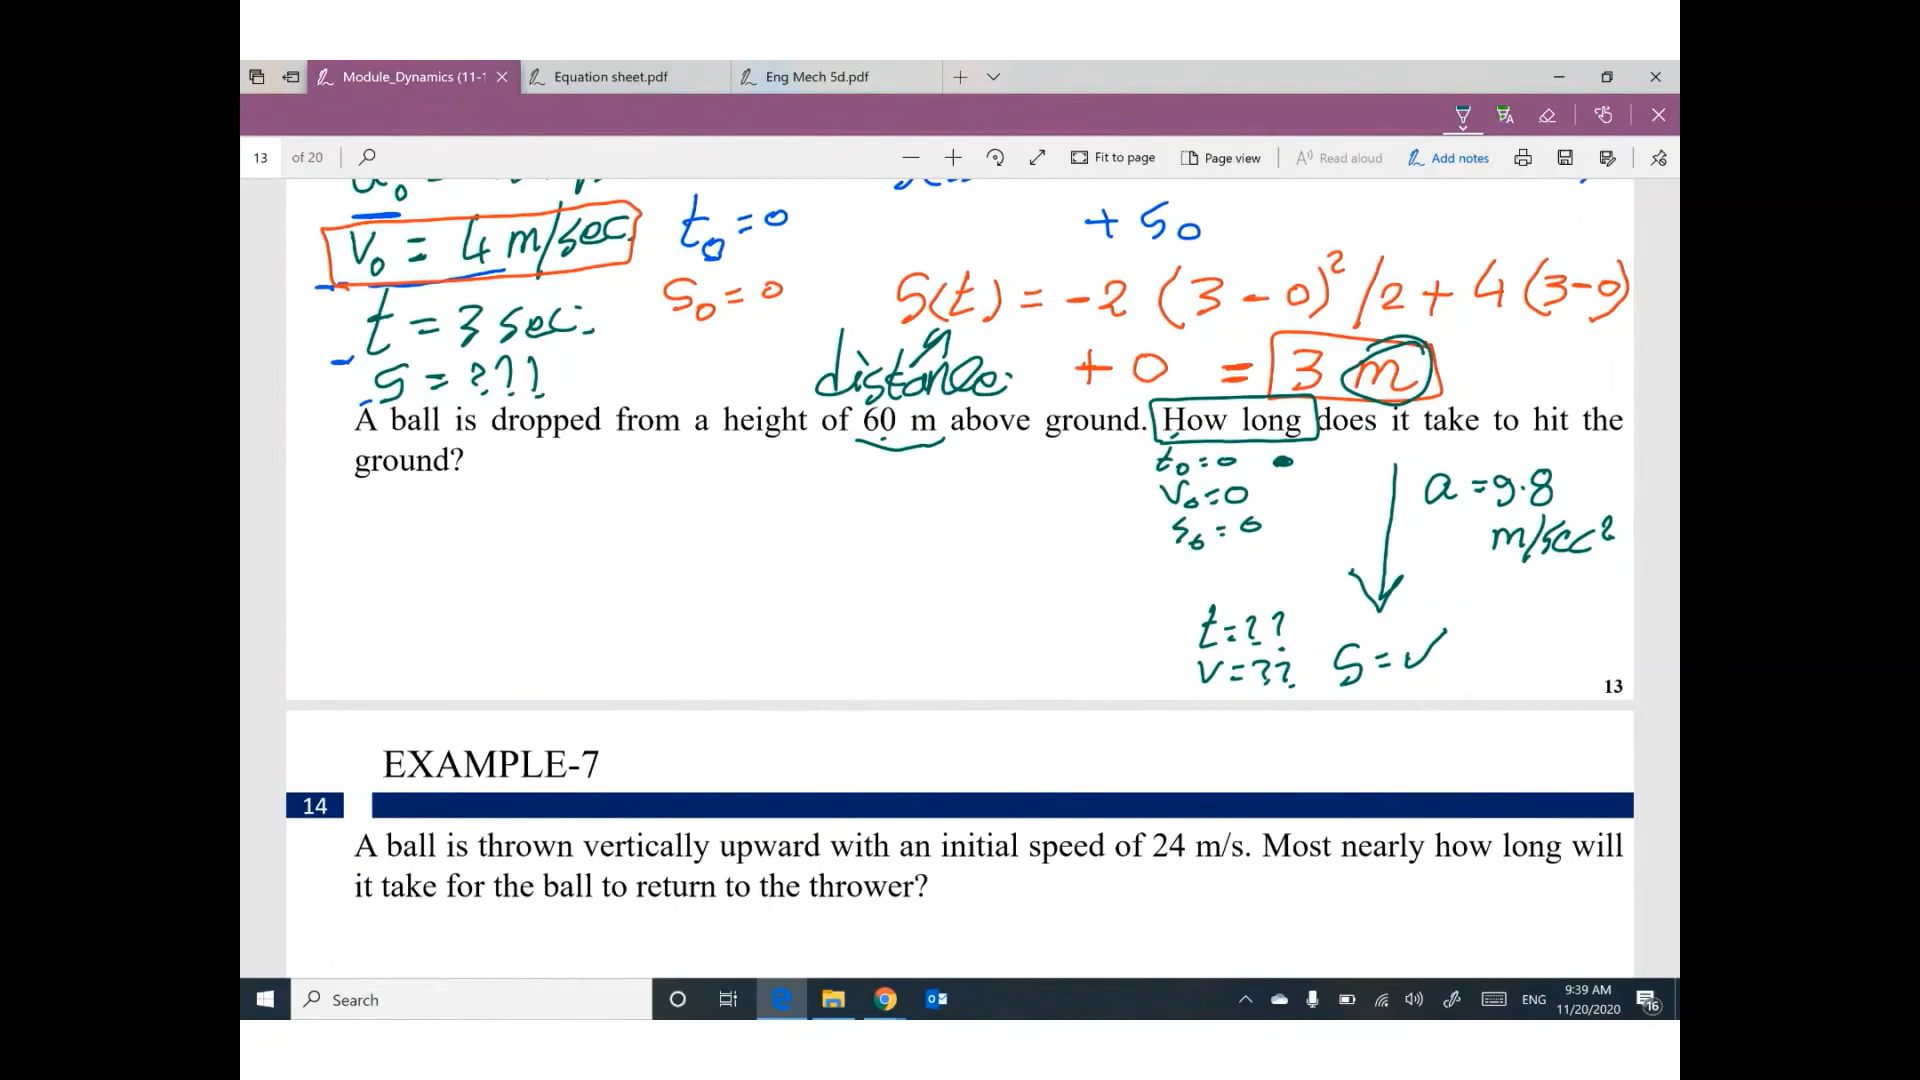 Module_Dynamics (11-1
Equation sheet.pdf
Eng Mech 5d.pdf
13 of 20
Fit to page
Page view
Read aloud
Add notes
v₀ = 4 m/sec.
t₀ = 0
+ s₀
s₀ = 0
s(t) = -2 (3 - 0)²/2 + 4 (3-0)
t = 3 sec.
distance
+ 0 = 3 m
s = ???
A ball is dropped from a height of 60 m above ground. How long does it take to hit the
ground?
t₀ = 0
v₀ = 0
a = 9.8
s₀ = 0
m/sec²
t = ??
v = ??
s = ✓
13
EXAMPLE-7
14
A ball is thrown vertically upward with an initial speed of 24 m/s. Most nearly how long will
it take for the ball to return to the thrower?
Search
ENG
9:39 AM
11/20/2020
16